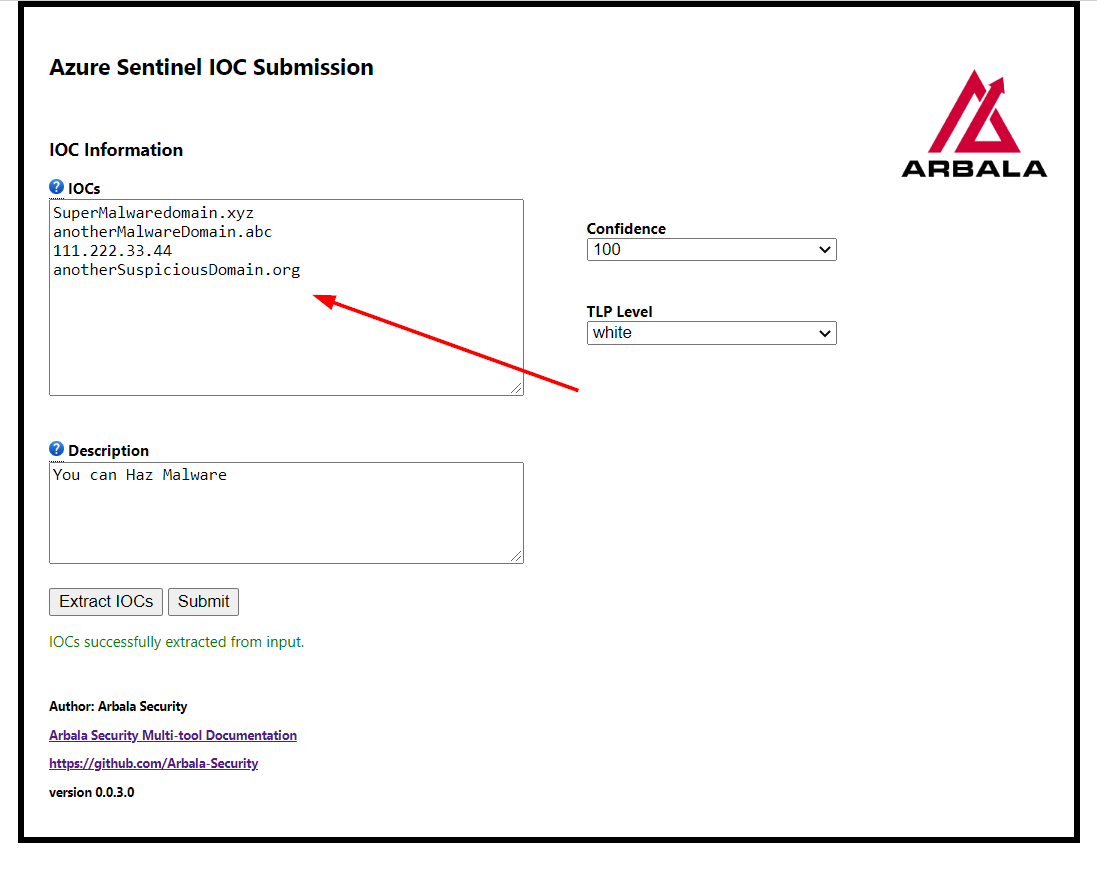 Azure Sentinel IOC Submission
ARBALA
IOC Information
? IOCs
SuperMalwaredomain.xyz
anotherMalwareDomain.abc
111.222.33.44
anotherSuspiciousDomain.org
Confidence
100
TLP Level
white
? Description
You can Haz Malware
Extract IOCs Submit
IOCs successfully extracted from input.
Author: Arbala Security
Arbala Security Multi-tool Documentation
https://github.com/Arbala-Security
version 0.0.3.0